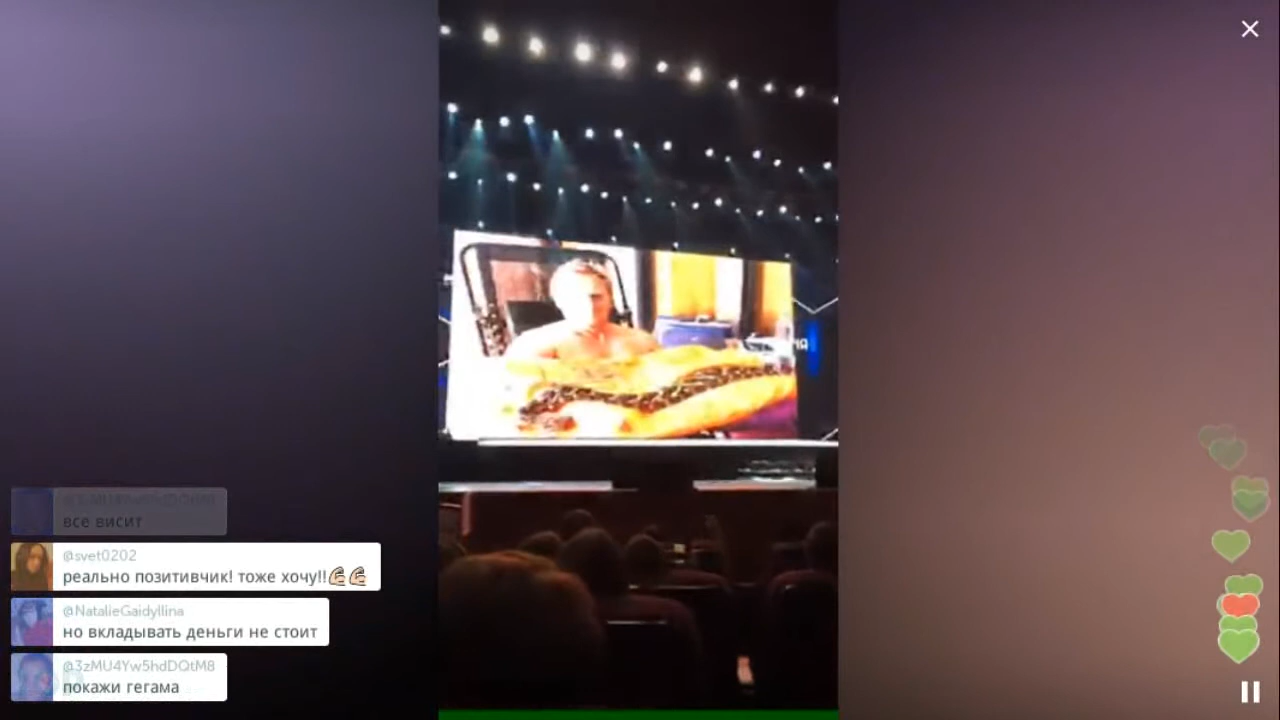 все висит
@svet0202
реально позитивчик! тоже хочу!!💪💪
@NatalieGaidyllina
но вкладывать деньги не стоит
@3zMU4Yw5hdDQtM8
покажи гегама